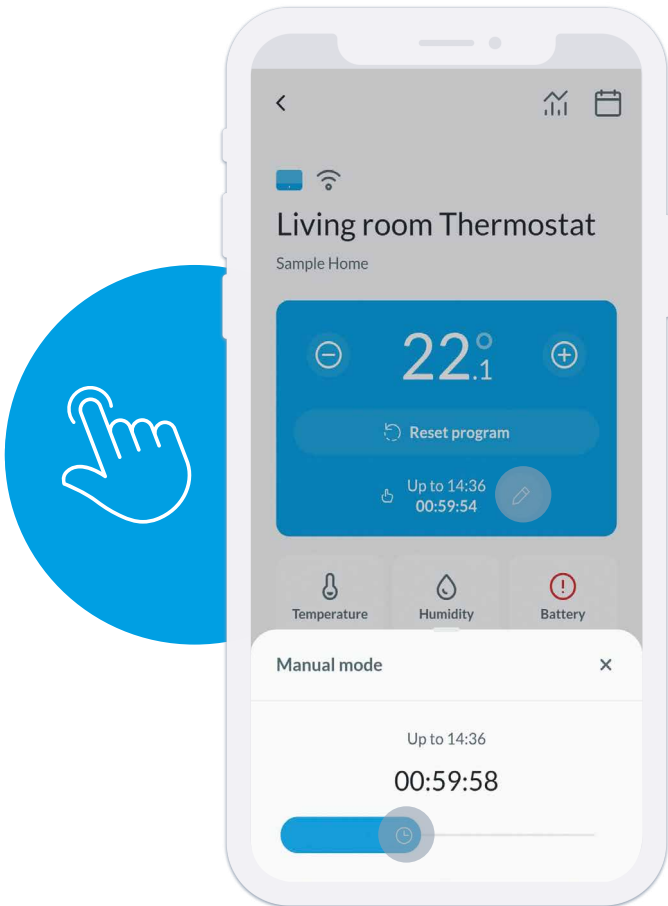 Living room Thermostat
Sample Home
22°.1
Reset program
Up to 14:36
00:59:54
Temperature Humidity Battery
Manual mode
Up to 14:36
00:59:58